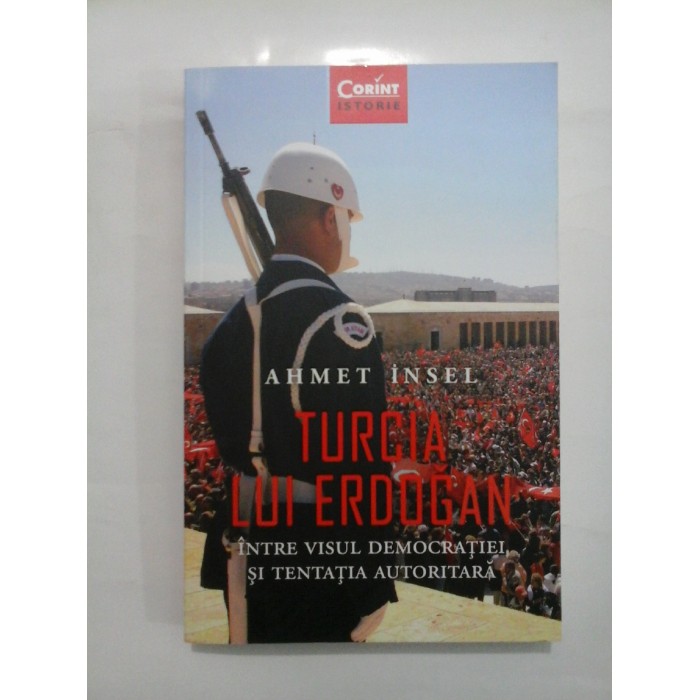 CORINT
ISTORIE
AHMET İNSEL
TURCIA
LUI ERDOĞAN
ÎNTRE VISUL DEMOCRAȚIEI
ȘI TENTAȚIA AUTORITARĂ